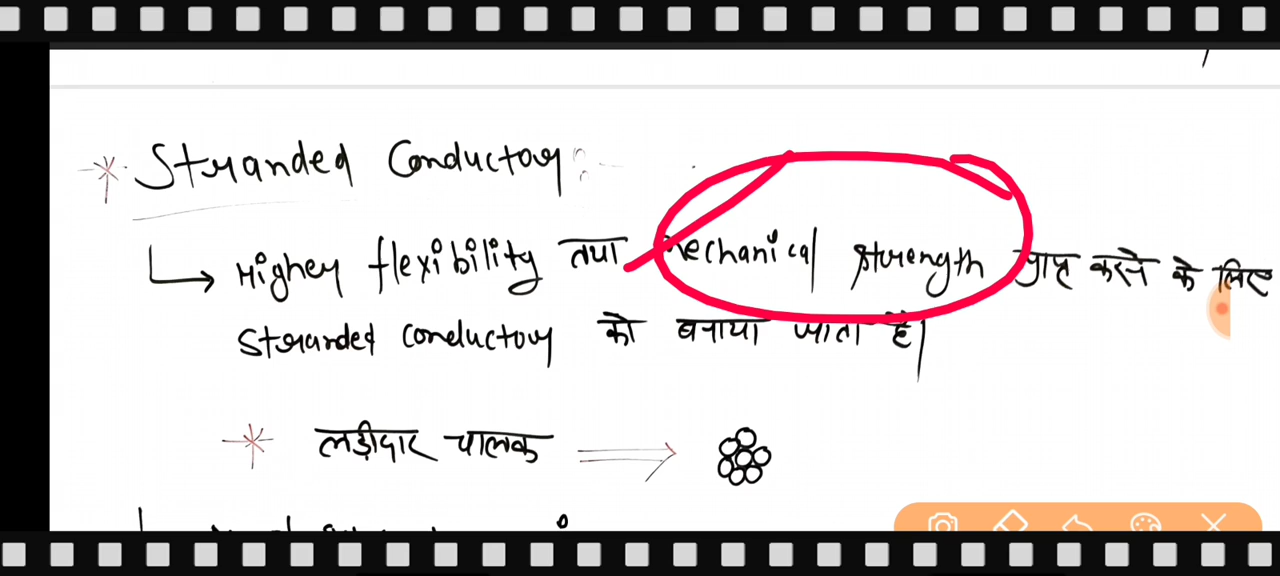 Stranded Conductor:
Higher flexibility तथा mechanical strength प्राप्त करने के लिए
Stranded conductor को बनाया जाता है।
लड़ीदार चालक